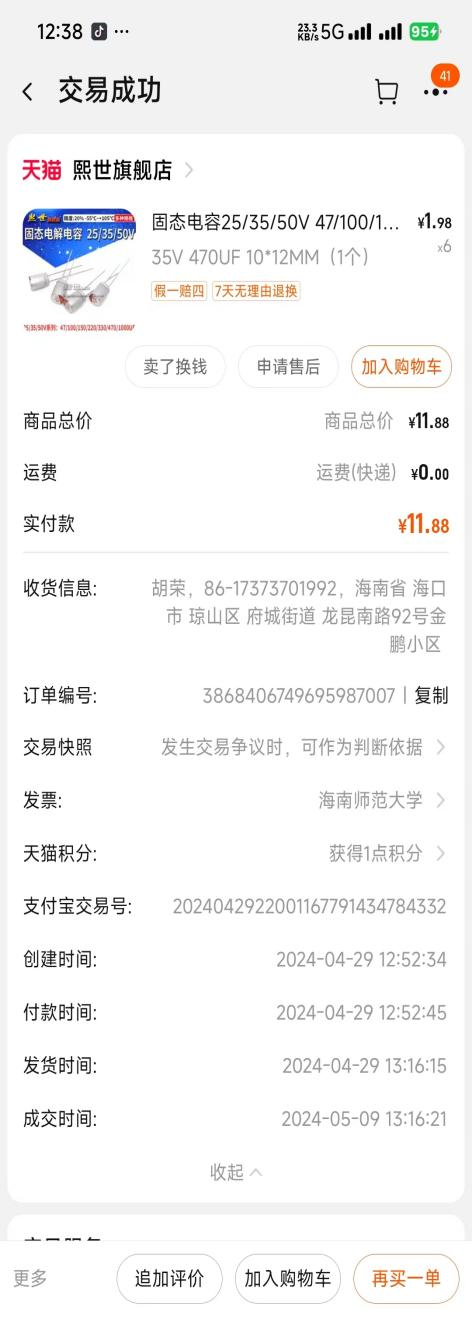 12:38 ...
23.3 KB/s 5G 95
交易成功
41
天猫 熙世旗舰店
固态电解电容 25/35/50V
固态电容25/35/50V 47/100/1... ¥1.98
35V 470UF 10*12MM（1个） x6
假一赔四 7天无理由退换
卖了换钱 申请售后 加入购物车
商品总价 商品总价 ¥11.88
运费 运费(快递) ¥0.00
实付款 ¥11.88
收货信息: 胡荣，86-17373701992，海南省 海口
市 琼山区 府城街道 龙昆南路92号金
鹏小区
订单编号: 3868406749695987007 | 复制
交易快照 发生交易争议时，可作为判断依据
发票: 海南师范大学
天猫积分: 获得1点积分
支付宝交易号: 2024042922001167791434784332
创建时间: 2024-04-29 12:52:34
付款时间: 2024-04-29 12:52:45
发货时间: 2024-04-29 13:16:15
成交时间: 2024-05-09 13:16:21
收起
更多 追加评价 加入购物车 再买一单